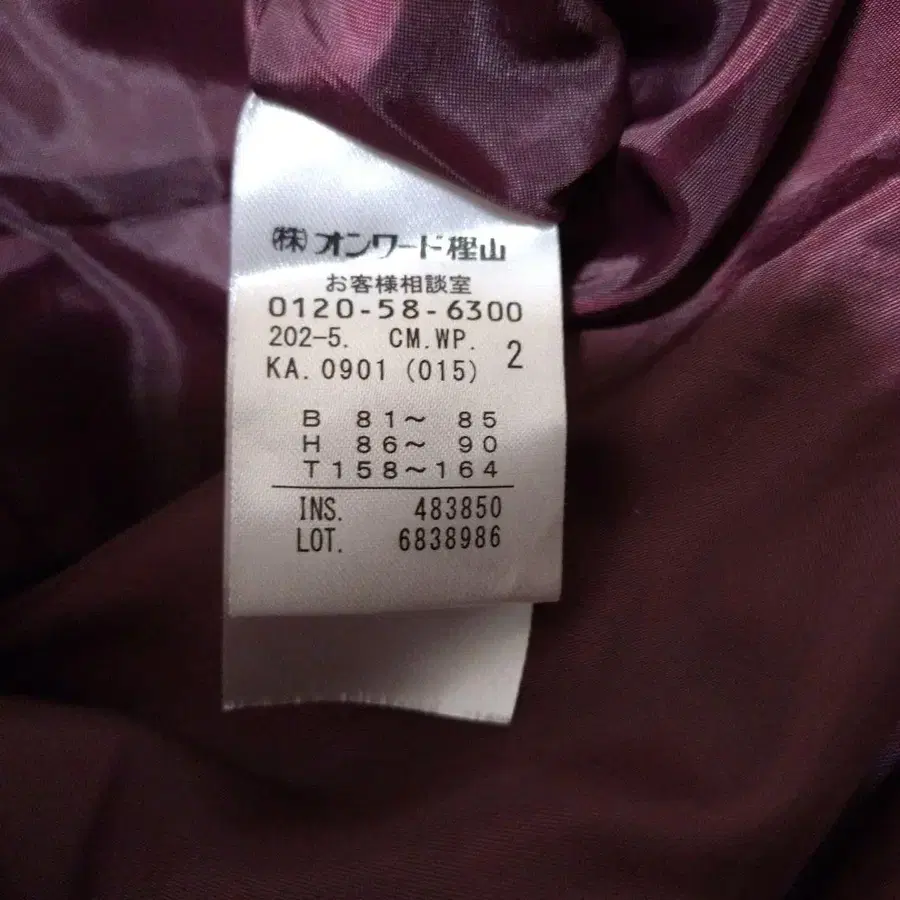 ㈱オンワード樫山
お客様相談室
0120-58-6300
202-5. CM.WP. 2
KA.0901(015)
B 81～ 85
H 86～ 90
T158～164
INS. 483850
LOT. 6838986